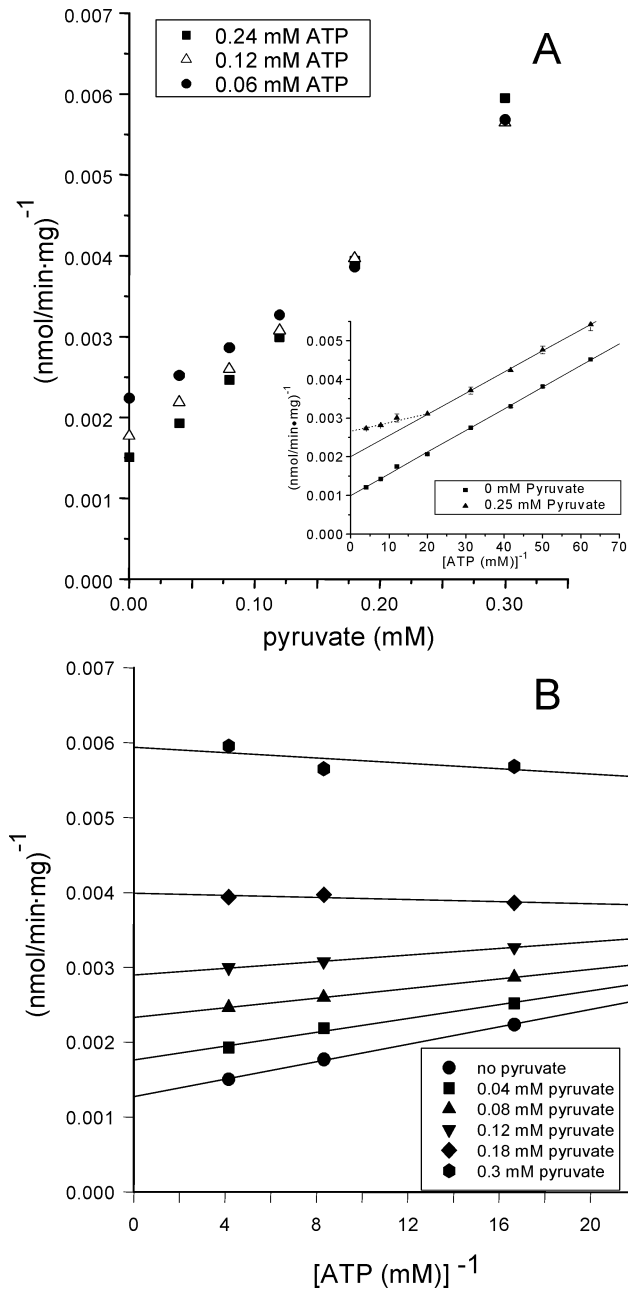 A
0.24 mM ATP
0.12 mM ATP
0.06 mM ATP
0.007
0.006
0.005
0.004
0.003
0.002
0.001
0.000
(nmol/min·mg)-1
0.00
0.10
0.20
0.30
pyruvate (mM)
0.005
0.004
0.003
0.002
0.001
0.000
(nmol/min•mg)-1
0 mM Pyruvate
0.25 mM Pyruvate
0
10
20
30
40
50
60
70
[ATP (mM)]-1
B
0.007
0.006
0.005
0.004
0.003
0.002
0.001
0.000
(nmol/min·mg)-1
no pyruvate
0.04 mM pyruvate
0.08 mM pyruvate
0.12 mM pyruvate
0.18 mM pyruvate
0.3 mM pyruvate
0
4
8
12
16
20
[ATP (mM)] -1